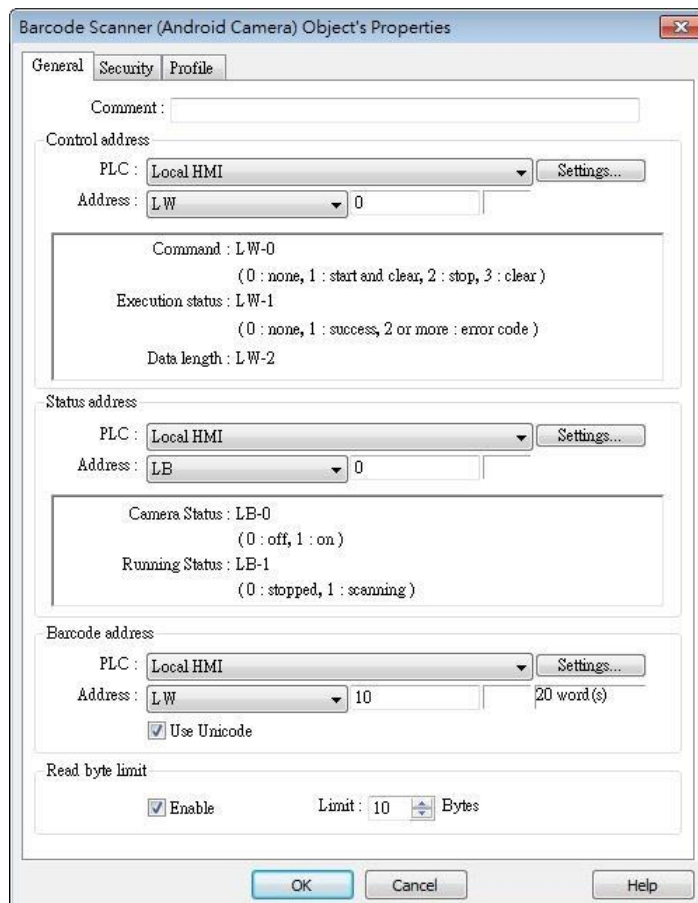 Barcode Scanner (Android Camera) Object's Properties
General Security Profile
Comment :
Control address
PLC : Local HMI Settings...
Address : LW 0
Command : LW-0
( 0 : none, 1 : start and clear, 2 : stop, 3 : clear )
Execution status : LW-1
( 0 : none, 1 : success, 2 or more : error code )
Data length : LW-2
Status address
PLC : Local HMI Settings...
Address : LB 0
Camera Status : LB-0
( 0 : off, 1 : on )
Running Status : LB-1
( 0 : stopped, 1 : scanning )
Barcode address
PLC : Local HMI Settings...
Address : LW 10 20 word(s)
Use Unicode
Read byte limit
Enable Limit : 10 Bytes
OK Cancel Help